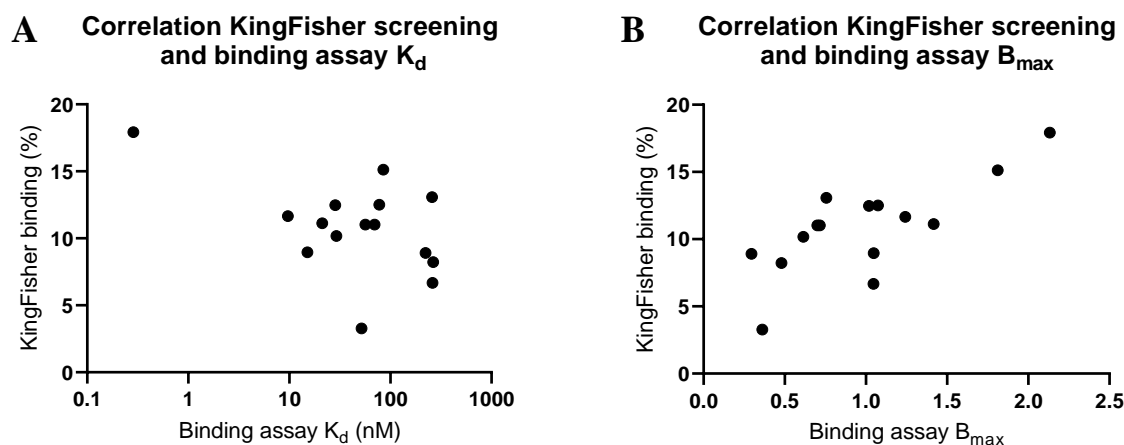 A
Correlation KingFisher screening
and binding assay Kd
KingFisher binding (%)
20
15
10
5
0
0.1 1 10 100 1000
Binding assay Kd (nM)
B
Correlation KingFisher screening
and binding assay Bmax
KingFisher binding (%)
20
15
10
5
0
0.0 0.5 1.0 1.5 2.0 2.5
Binding assay Bmax